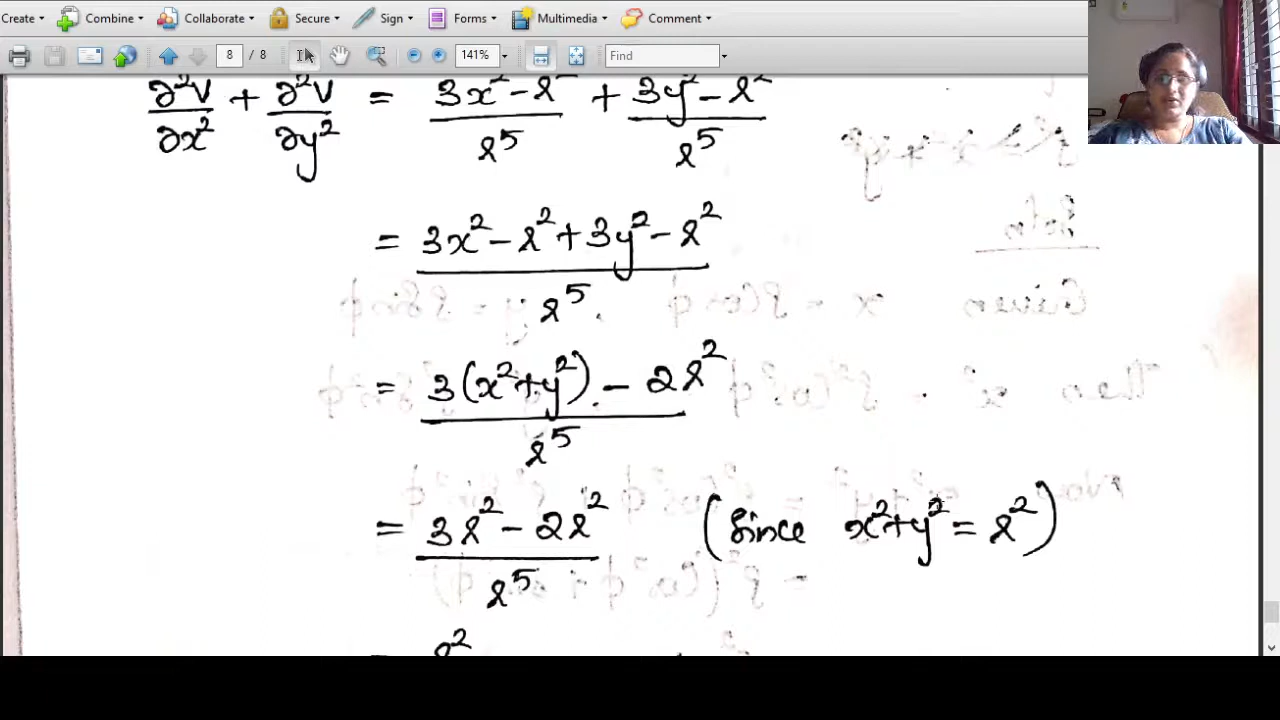 Create Combine Collaborate Secure Sign Forms Multimedia Comment
8 / 8 141% Find
∂²V/∂x² + ∂²V/∂y² = (3x² - r²)/r⁵ + (3y² - r²)/r⁵
= (3x² - r² + 3y² - r²)/r⁵.
= (3(x² + y²) - 2r²)/r⁵
= (3r² - 2r²)/r⁵ (Since x² + y² = r²)
= r²